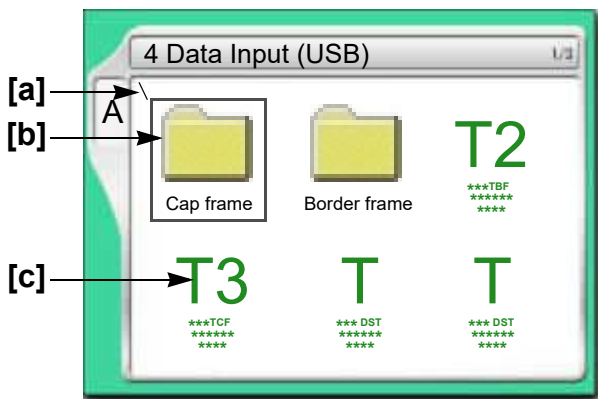 4 Data Input (USB) 1/3
[a] \
A
[b]
Cap frame Border frame
T2
***TBF
******
****
[c] T3 T T
***TCF *** DST *** DST
****** ****** ******
**** **** ****